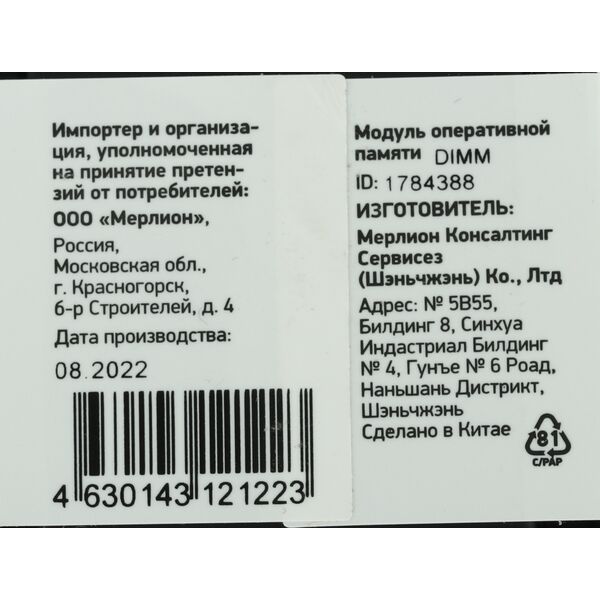 Импортер и организа-
ция, уполномоченная
на принятие претен-
зий от потребителей:
ООО «Мерлион»,
Россия,
Московская обл.,
г. Красногорск,
б-р Строителей, д. 4
Дата производства:
08.2022
4 630143 121223
Модуль оперативной
памяти DIMM
ID: 1784388
ИЗГОТОВИТЕЛЬ:
Мерлион Консалтинг
Сервисез
(Шэньчжэнь) Ко., Лтд
Адрес: № 5В55,
Билдинг 8, Синхуа
Индастриал Билдинг
№ 4, Гунъе № 6 Роад,
Наньшань Дистрикт,
Шэньчжэнь
Сделано в Китае
81
C/PAP